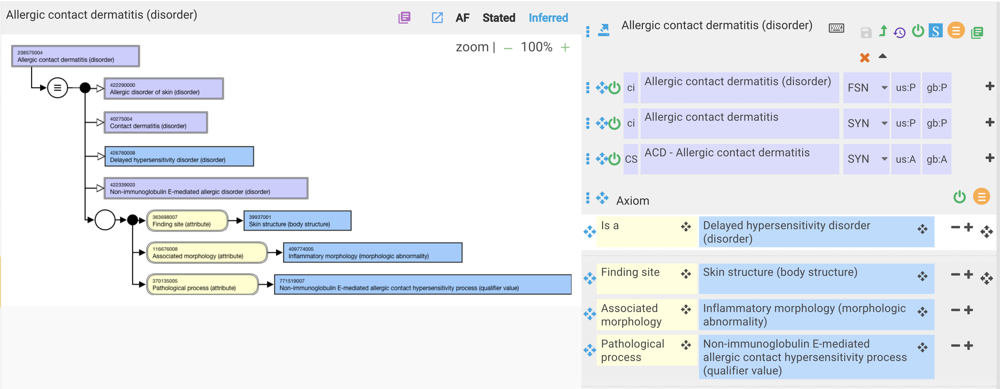 Allergic contact dermatitis (disorder)
AF Stated Inferred
zoom | – 100% +
238575004
Allergic contact dermatitis (disorder)
422290000
Allergic disorder of skin (disorder)
40275004
Contact dermatitis (disorder)
426760008
Delayed hypersensitivity disorder (disorder)
422339003
Non-immunoglobulin E-mediated allergic disorder (disorder)
363698007
Finding site (attribute)
39937001
Skin structure (body structure)
116676008
Associated morphology (attribute)
409774005
Inflammatory morphology (morphologic abnormality)
370135005
Pathological process (attribute)
771519007
Non-immunoglobulin E-mediated allergic contact hypersensitivity process (qualifier value)
Allergic contact dermatitis (disorder)
S
ci Allergic contact dermatitis (disorder) FSN us:P gb:P
ci Allergic contact dermatitis SYN us:P gb:P
CS ACD - Allergic contact dermatitis SYN us:A gb:A
Axiom
Is a
Delayed hypersensitivity disorder
(disorder)
Finding site
Skin structure (body structure)
Associated
morphology
Inflammatory morphology (morphologic
abnormality)
Pathological
process
Non-immunoglobulin E-mediated
allergic contact hypersensitivity process
(qualifier value)